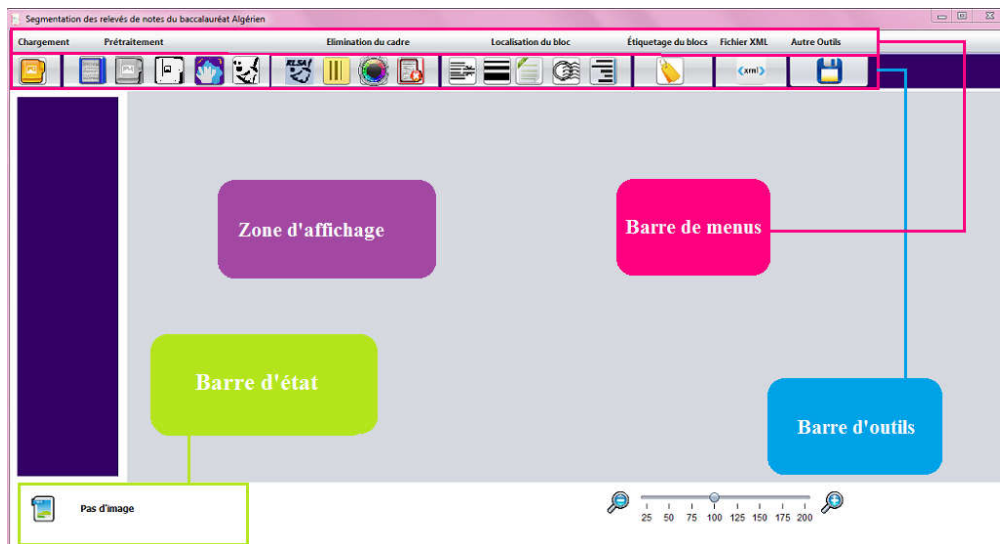 Segmentation des relevés de notes du baccalauréat Algérien
Chargement Prétraitement Elimination du cadre Localisation du bloc Étiquetage du blocs Fichier XML Autre Outils
RLSA!
<xml>
Zone d'affichage
Barre de menus
Barre d'état
Barre d'outils
Pas d'image
25 50 75 100 125 150 175 200